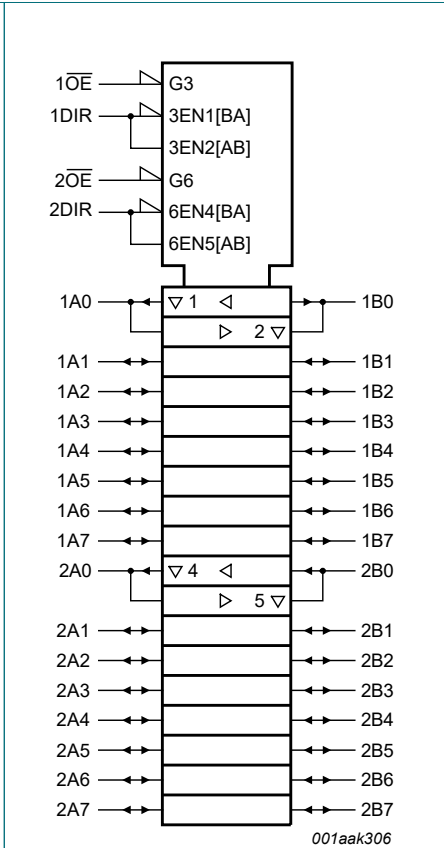 1O̅E̅ G3
1DIR 3EN1[BA]
3EN2[AB]
2O̅E̅ G6
2DIR 6EN4[BA]
6EN5[AB]
1A0 ▽ 1 ◁ 1B0
▷ 2 ▽
1A1 1B1
1A2 1B2
1A3 1B3
1A4 1B4
1A5 1B5
1A6 1B6
1A7 1B7
2A0 ▽ 4 ◁ 2B0
▷ 5 ▽
2A1 2B1
2A2 2B2
2A3 2B3
2A4 2B4
2A5 2B5
2A6 2B6
2A7 2B7
001aak306